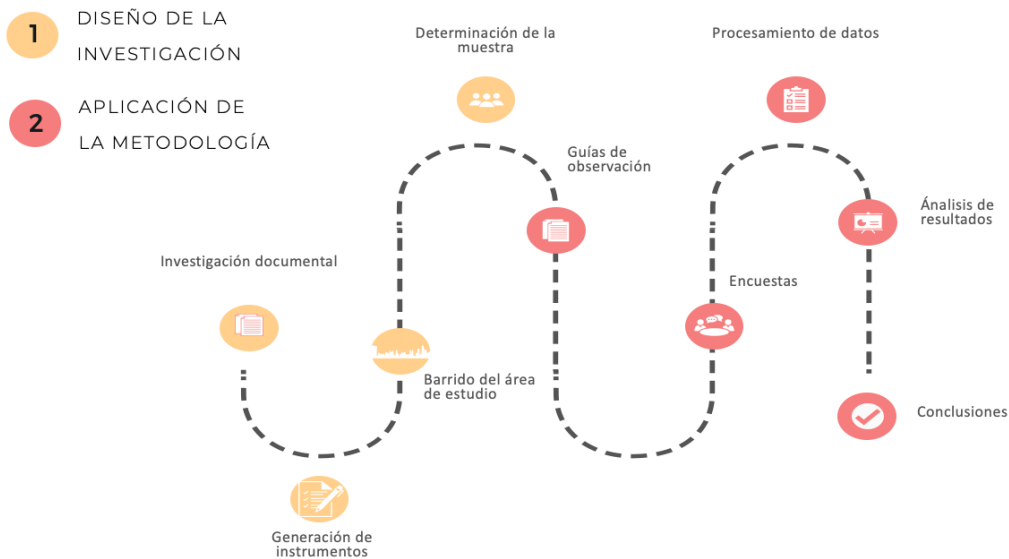 1
DISEÑO DE LA
INVESTIGACIÓN
2
APLICACIÓN DE
LA METODOLOGÍA
Investigación documental
Generación de
instrumentos
Barrido del área
de estudio
Determinación de la
muestra
Guías de
observación
Encuestas
Procesamiento de datos
Ánalisis de
resultados
Conclusiones